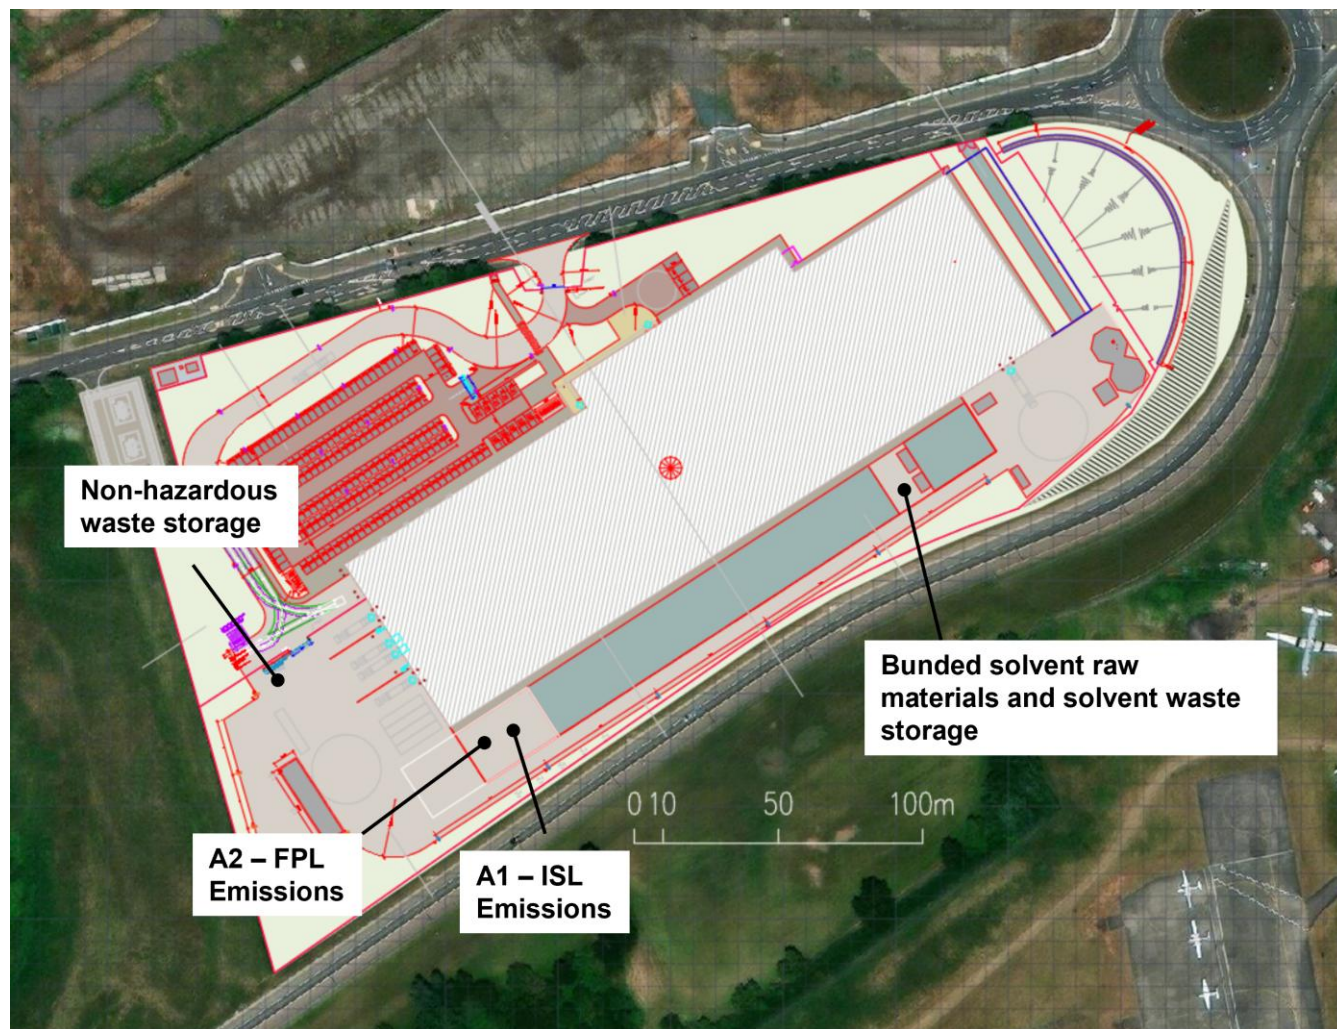 Non-hazardous
waste storage
Bunded solvent raw
materials and solvent waste
storage
0 10 50 100m
A2 – FPL
Emissions
A1 – ISL
Emissions